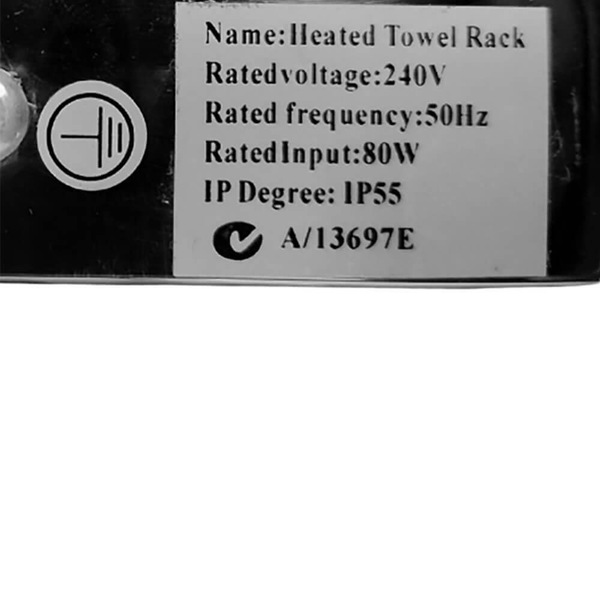 Name:Heated Towel Rack
Ratedvoltage:240V
Rated frequency:50Hz
RatedInput:80W
IP Degree: IP55
A/13697E